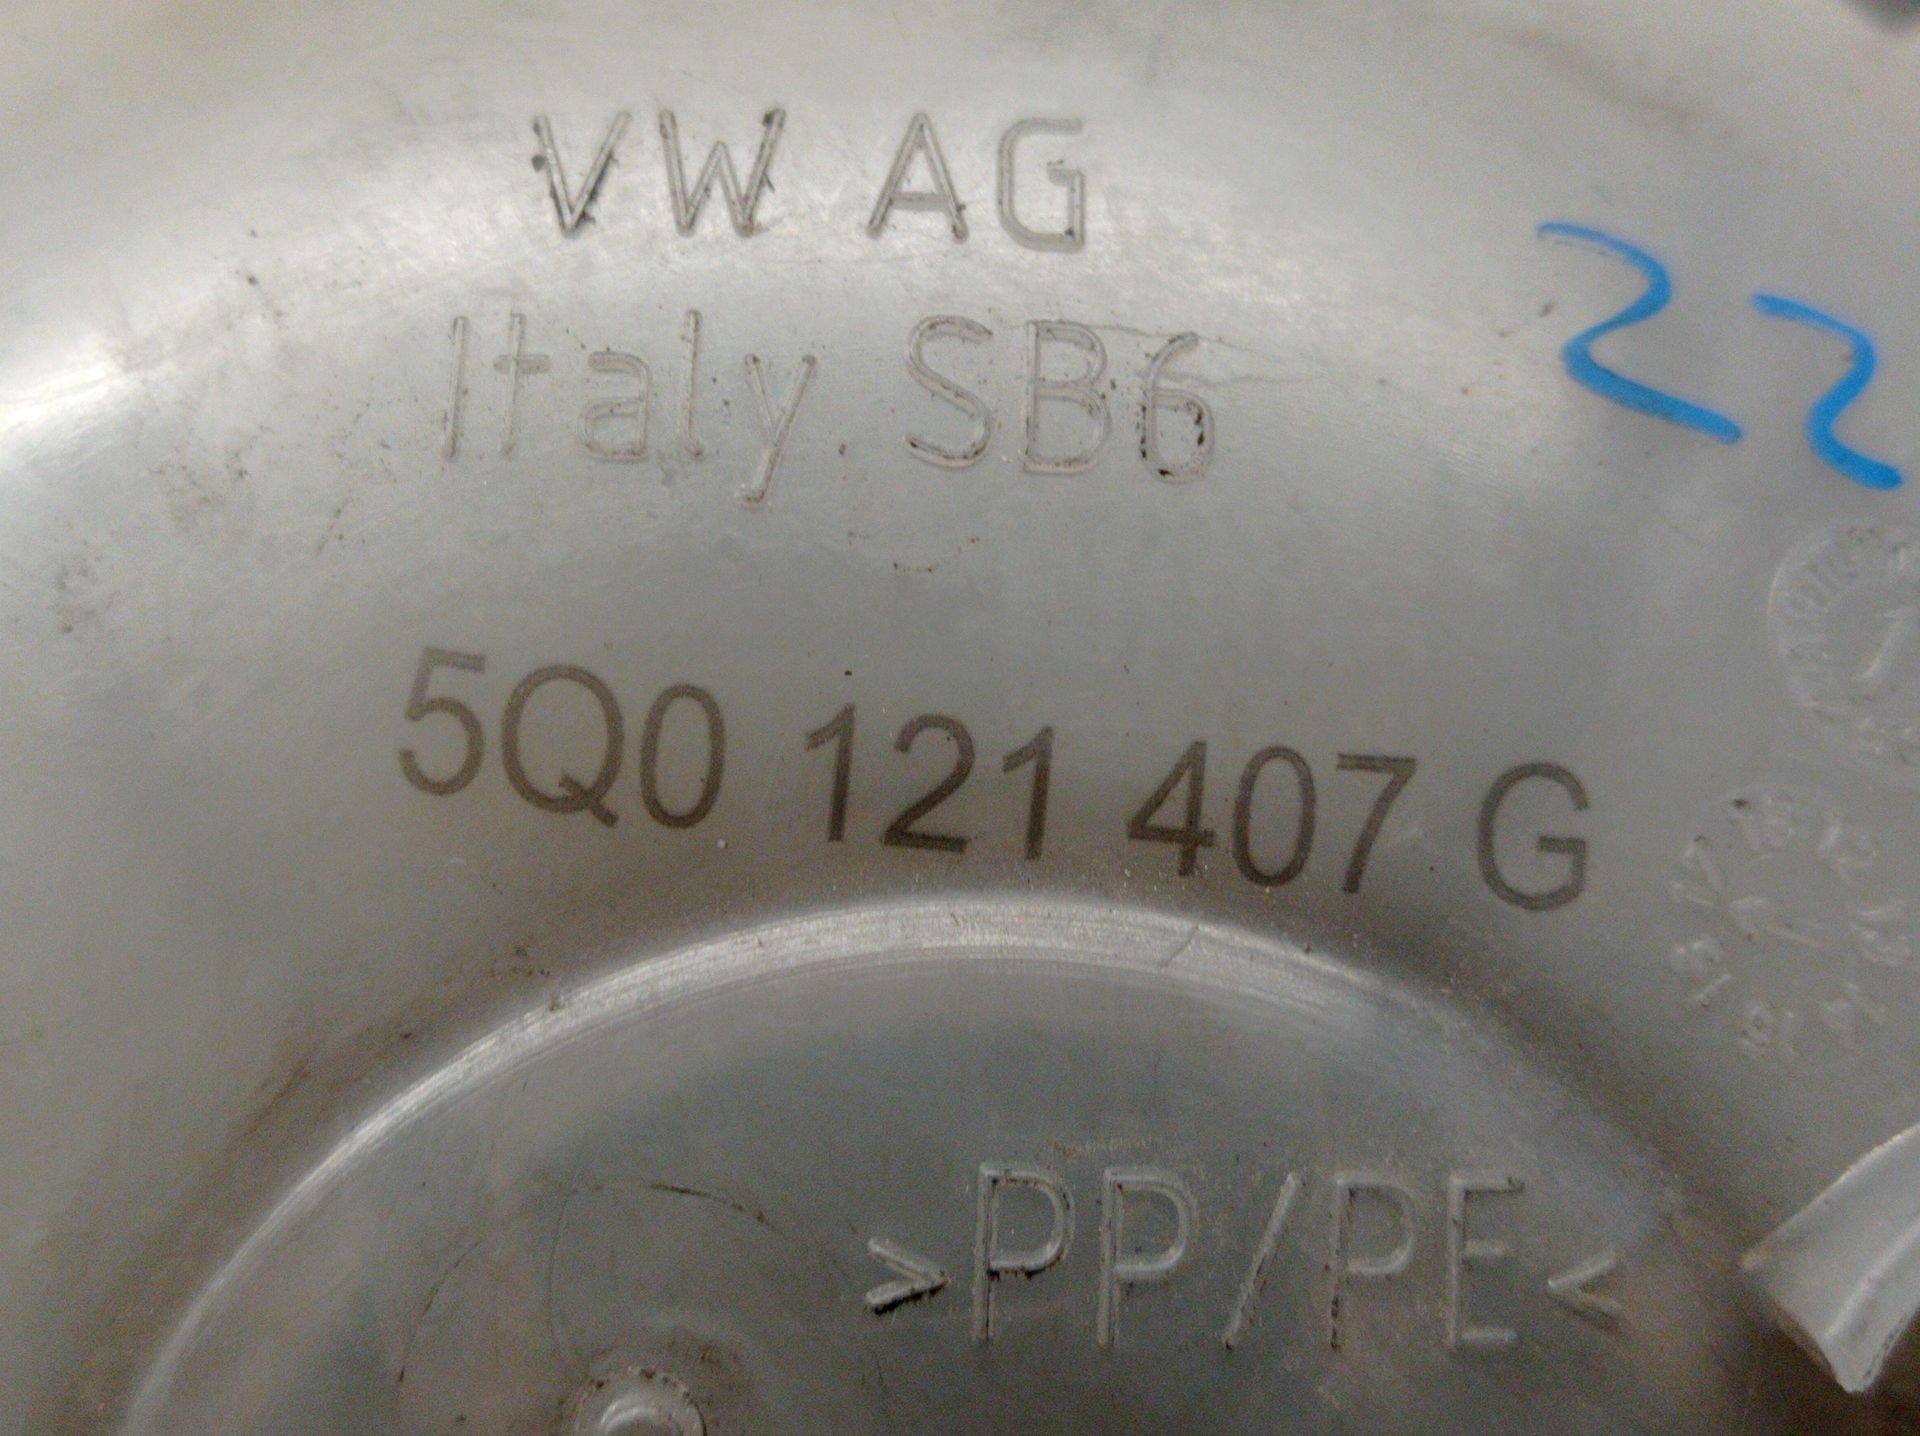 VW AG
Italy SB6
22
5Q0 121 407 G
>PP/PE<